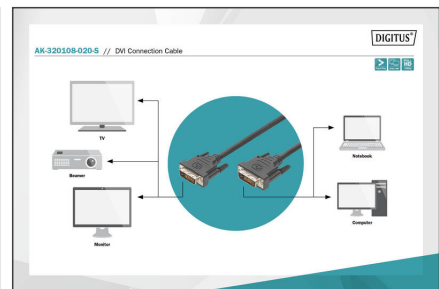 DIGITUS®
AK-320108-020-S // DVI Connection Cable
TV
Beamer
Monitor
Notebook
Computer